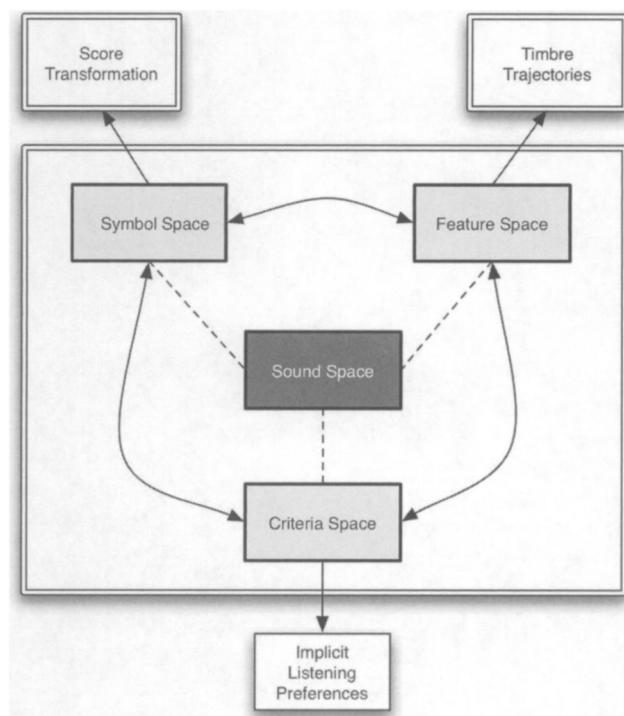 Score
Transformation
Timbre
Trajectories
Symbol Space
Feature Space
Sound Space
Criteria Space
Implicit
Listening
Preferences